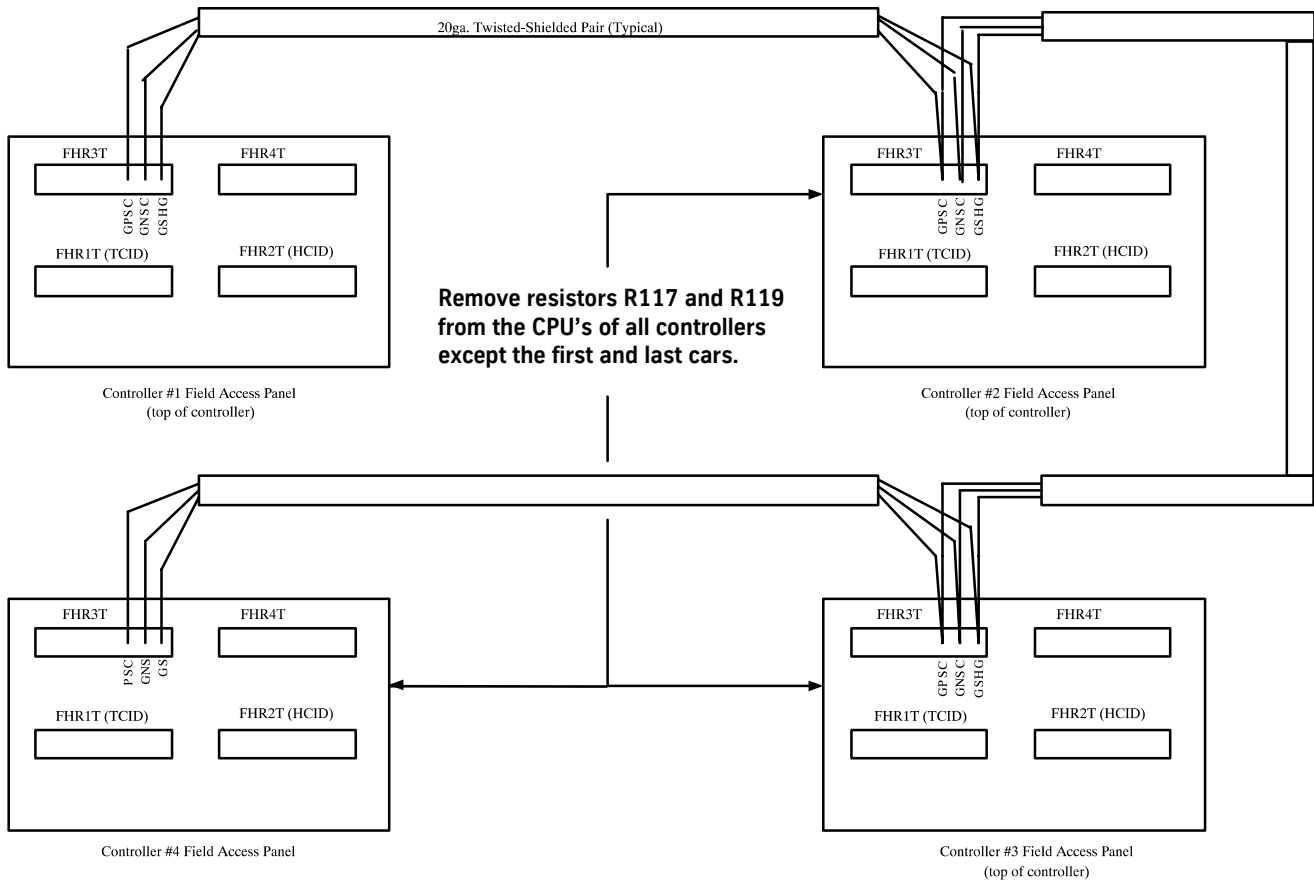 20ga. Twisted-Shielded Pair (Typical)
FHR3T
FHR4T
GPSC
GNSC
GSHG
FHR1T (TCID)
FHR2T (HCID)
Controller #1 Field Access Panel
(top of controller)
FHR3T
FHR4T
GPSC
GNSC
GSHG
FHR1T (TCID)
FHR2T (HCID)
Controller #2 Field Access Panel
(top of controller)
Remove resistors R117 and R119
from the CPU's of all controllers
except the first and last cars.
FHR3T
FHR4T
PSC
GNS
GS
FHR1T (TCID)
FHR2T (HCID)
Controller #4 Field Access Panel
FHR3T
FHR4T
GPSC
GNSC
GSHG
FHR1T (TCID)
FHR2T (HCID)
Controller #3 Field Access Panel
(top of controller)